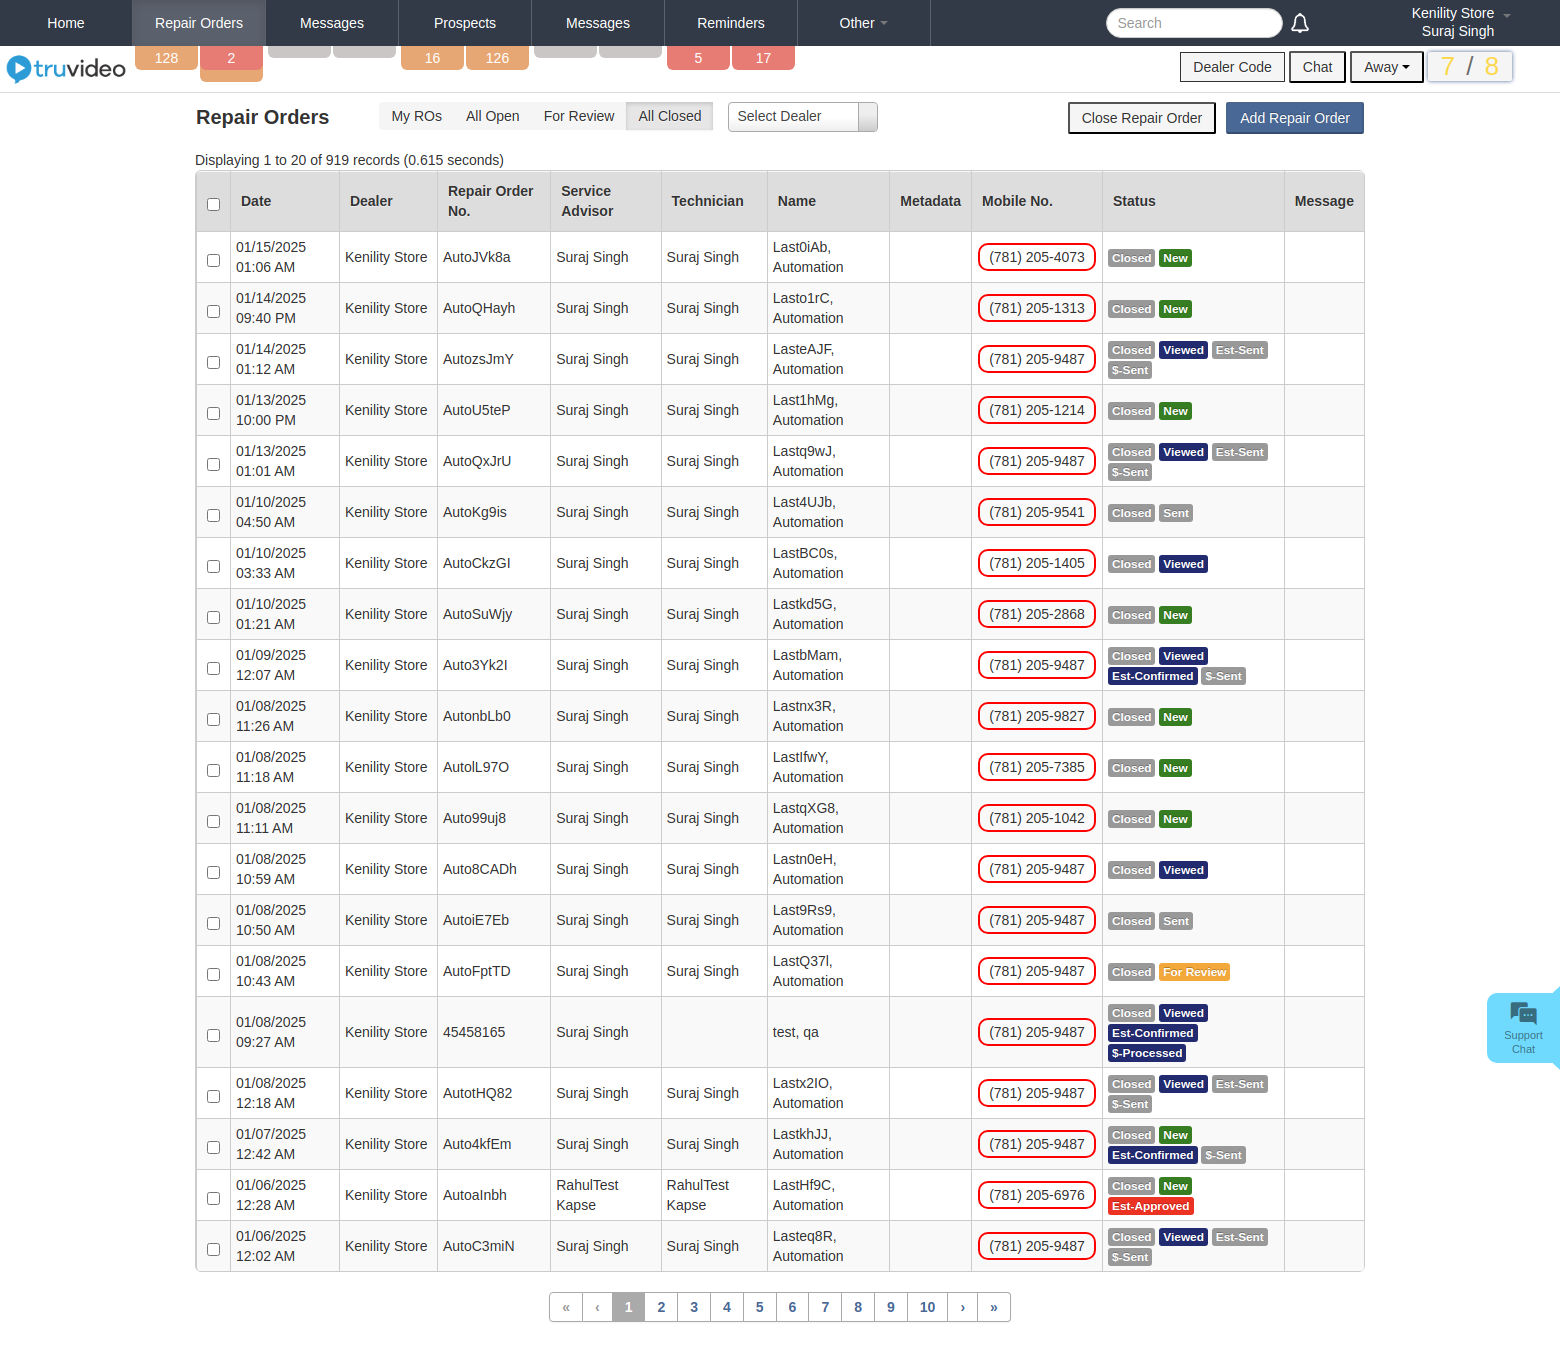 Home Repair Orders Messages Prospects Messages Reminders Other Search Kenility Store
Suraj Singh
truvideo 128 2 16 126 5 17 Dealer Code Chat Away 7 / 8
Repair Orders My ROs All Open For Review All Closed Select Dealer Close Repair Order Add Repair Order
Displaying 1 to 20 of 919 records (0.615 seconds)
Date Dealer Repair Order No. Service Advisor Technician Name Metadata Mobile No. Status Message
01/15/2025 01:06 AM Kenility Store AutoJVk8a Suraj Singh Suraj Singh Last0iAb, Automation (781) 205-4073 Closed New
01/14/2025 09:40 PM Kenility Store AutoQHayh Suraj Singh Suraj Singh Lasto1rC, Automation (781) 205-1313 Closed New
01/14/2025 01:12 AM Kenility Store AutozsJmY Suraj Singh Suraj Singh LasteAJF, Automation (781) 205-9487 Closed Viewed Est-Sent $-Sent
01/13/2025 10:00 PM Kenility Store AutoU5teP Suraj Singh Suraj Singh Last1hMg, Automation (781) 205-1214 Closed New
01/13/2025 01:01 AM Kenility Store AutoQxJrU Suraj Singh Suraj Singh Lastq9wJ, Automation (781) 205-9487 Closed Viewed Est-Sent $-Sent
01/10/2025 04:50 AM Kenility Store AutoKg9is Suraj Singh Suraj Singh Last4UJb, Automation (781) 205-9541 Closed Sent
01/10/2025 03:33 AM Kenility Store AutoCkzGI Suraj Singh Suraj Singh LastBC0s, Automation (781) 205-1405 Closed Viewed
01/10/2025 01:21 AM Kenility Store AutoSuWjy Suraj Singh Suraj Singh Lastkd5G, Automation (781) 205-2868 Closed New
01/09/2025 12:07 AM Kenility Store Auto3Yk2I Suraj Singh Suraj Singh LastbMam, Automation (781) 205-9487 Closed Viewed Est-Confirmed $-Sent
01/08/2025 11:26 AM Kenility Store AutonbLb0 Suraj Singh Suraj Singh Lastnx3R, Automation (781) 205-9827 Closed New
01/08/2025 11:18 AM Kenility Store AutolL97O Suraj Singh Suraj Singh LastIfwY, Automation (781) 205-7385 Closed New
01/08/2025 11:11 AM Kenility Store Auto99uj8 Suraj Singh Suraj Singh LastqXG8, Automation (781) 205-1042 Closed New
01/08/2025 10:59 AM Kenility Store Auto8CADh Suraj Singh Suraj Singh Lastn0eH, Automation (781) 205-9487 Closed Viewed
01/08/2025 10:50 AM Kenility Store AutoiE7Eb Suraj Singh Suraj Singh Last9Rs9, Automation (781) 205-9487 Closed Sent
01/08/2025 10:43 AM Kenility Store AutoFptTD Suraj Singh Suraj Singh LastQ37l, Automation (781) 205-9487 Closed For Review
01/08/2025 09:27 AM Kenility Store 45458165 Suraj Singh test, qa (781) 205-9487 Closed Viewed Est-Confirmed $-Processed
01/08/2025 12:18 AM Kenility Store AutotHQ82 Suraj Singh Suraj Singh Lastx2IO, Automation (781) 205-9487 Closed Viewed Est-Sent $-Sent
01/07/2025 12:42 AM Kenility Store Auto4kfEm Suraj Singh Suraj Singh LastkhJJ, Automation (781) 205-9487 Closed New Est-Confirmed $-Sent
01/06/2025 12:28 AM Kenility Store AutoaInbh RahulTest Kapse RahulTest Kapse LastHf9C, Automation (781) 205-6976 Closed New Est-Approved
01/06/2025 12:02 AM Kenility Store AutoC3miN Suraj Singh Suraj Singh Lasteq8R, Automation (781) 205-9487 Closed Viewed Est-Sent $-Sent
« ‹ 1 2 3 4 5 6 7 8 9 10 › »
Support
Chat